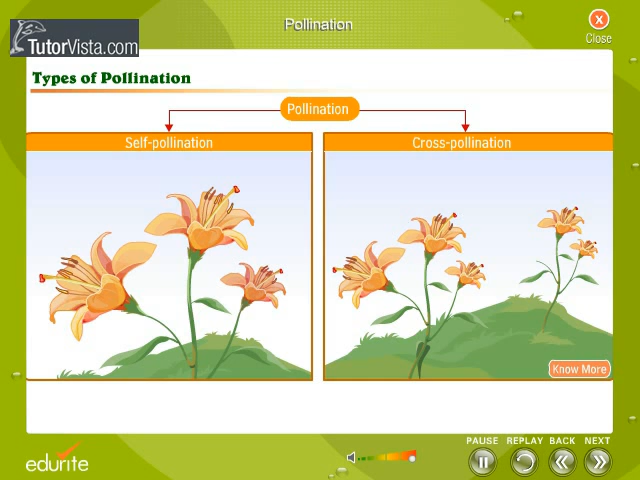 Pollination
Close
TutorVista.com
Types of Pollination
Pollination
Self-pollination
Cross-pollination
Know More
PAUSE REPLAY BACK NEXT
edurite